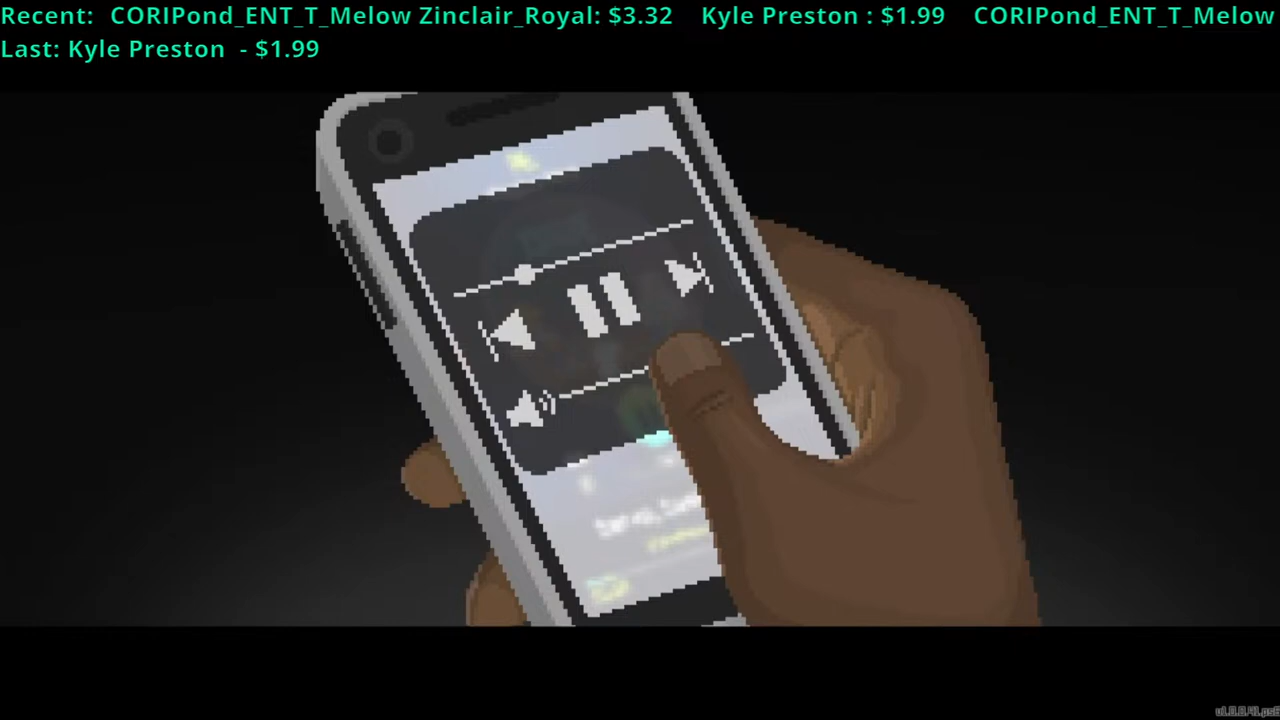 Recent:  CORIPond_ENT_T_Melow Zinclair_Royal: $3.32    Kyle Preston : $1.99    CORIPond_ENT_T_Melow
Last: Kyle Preston  - $1.99